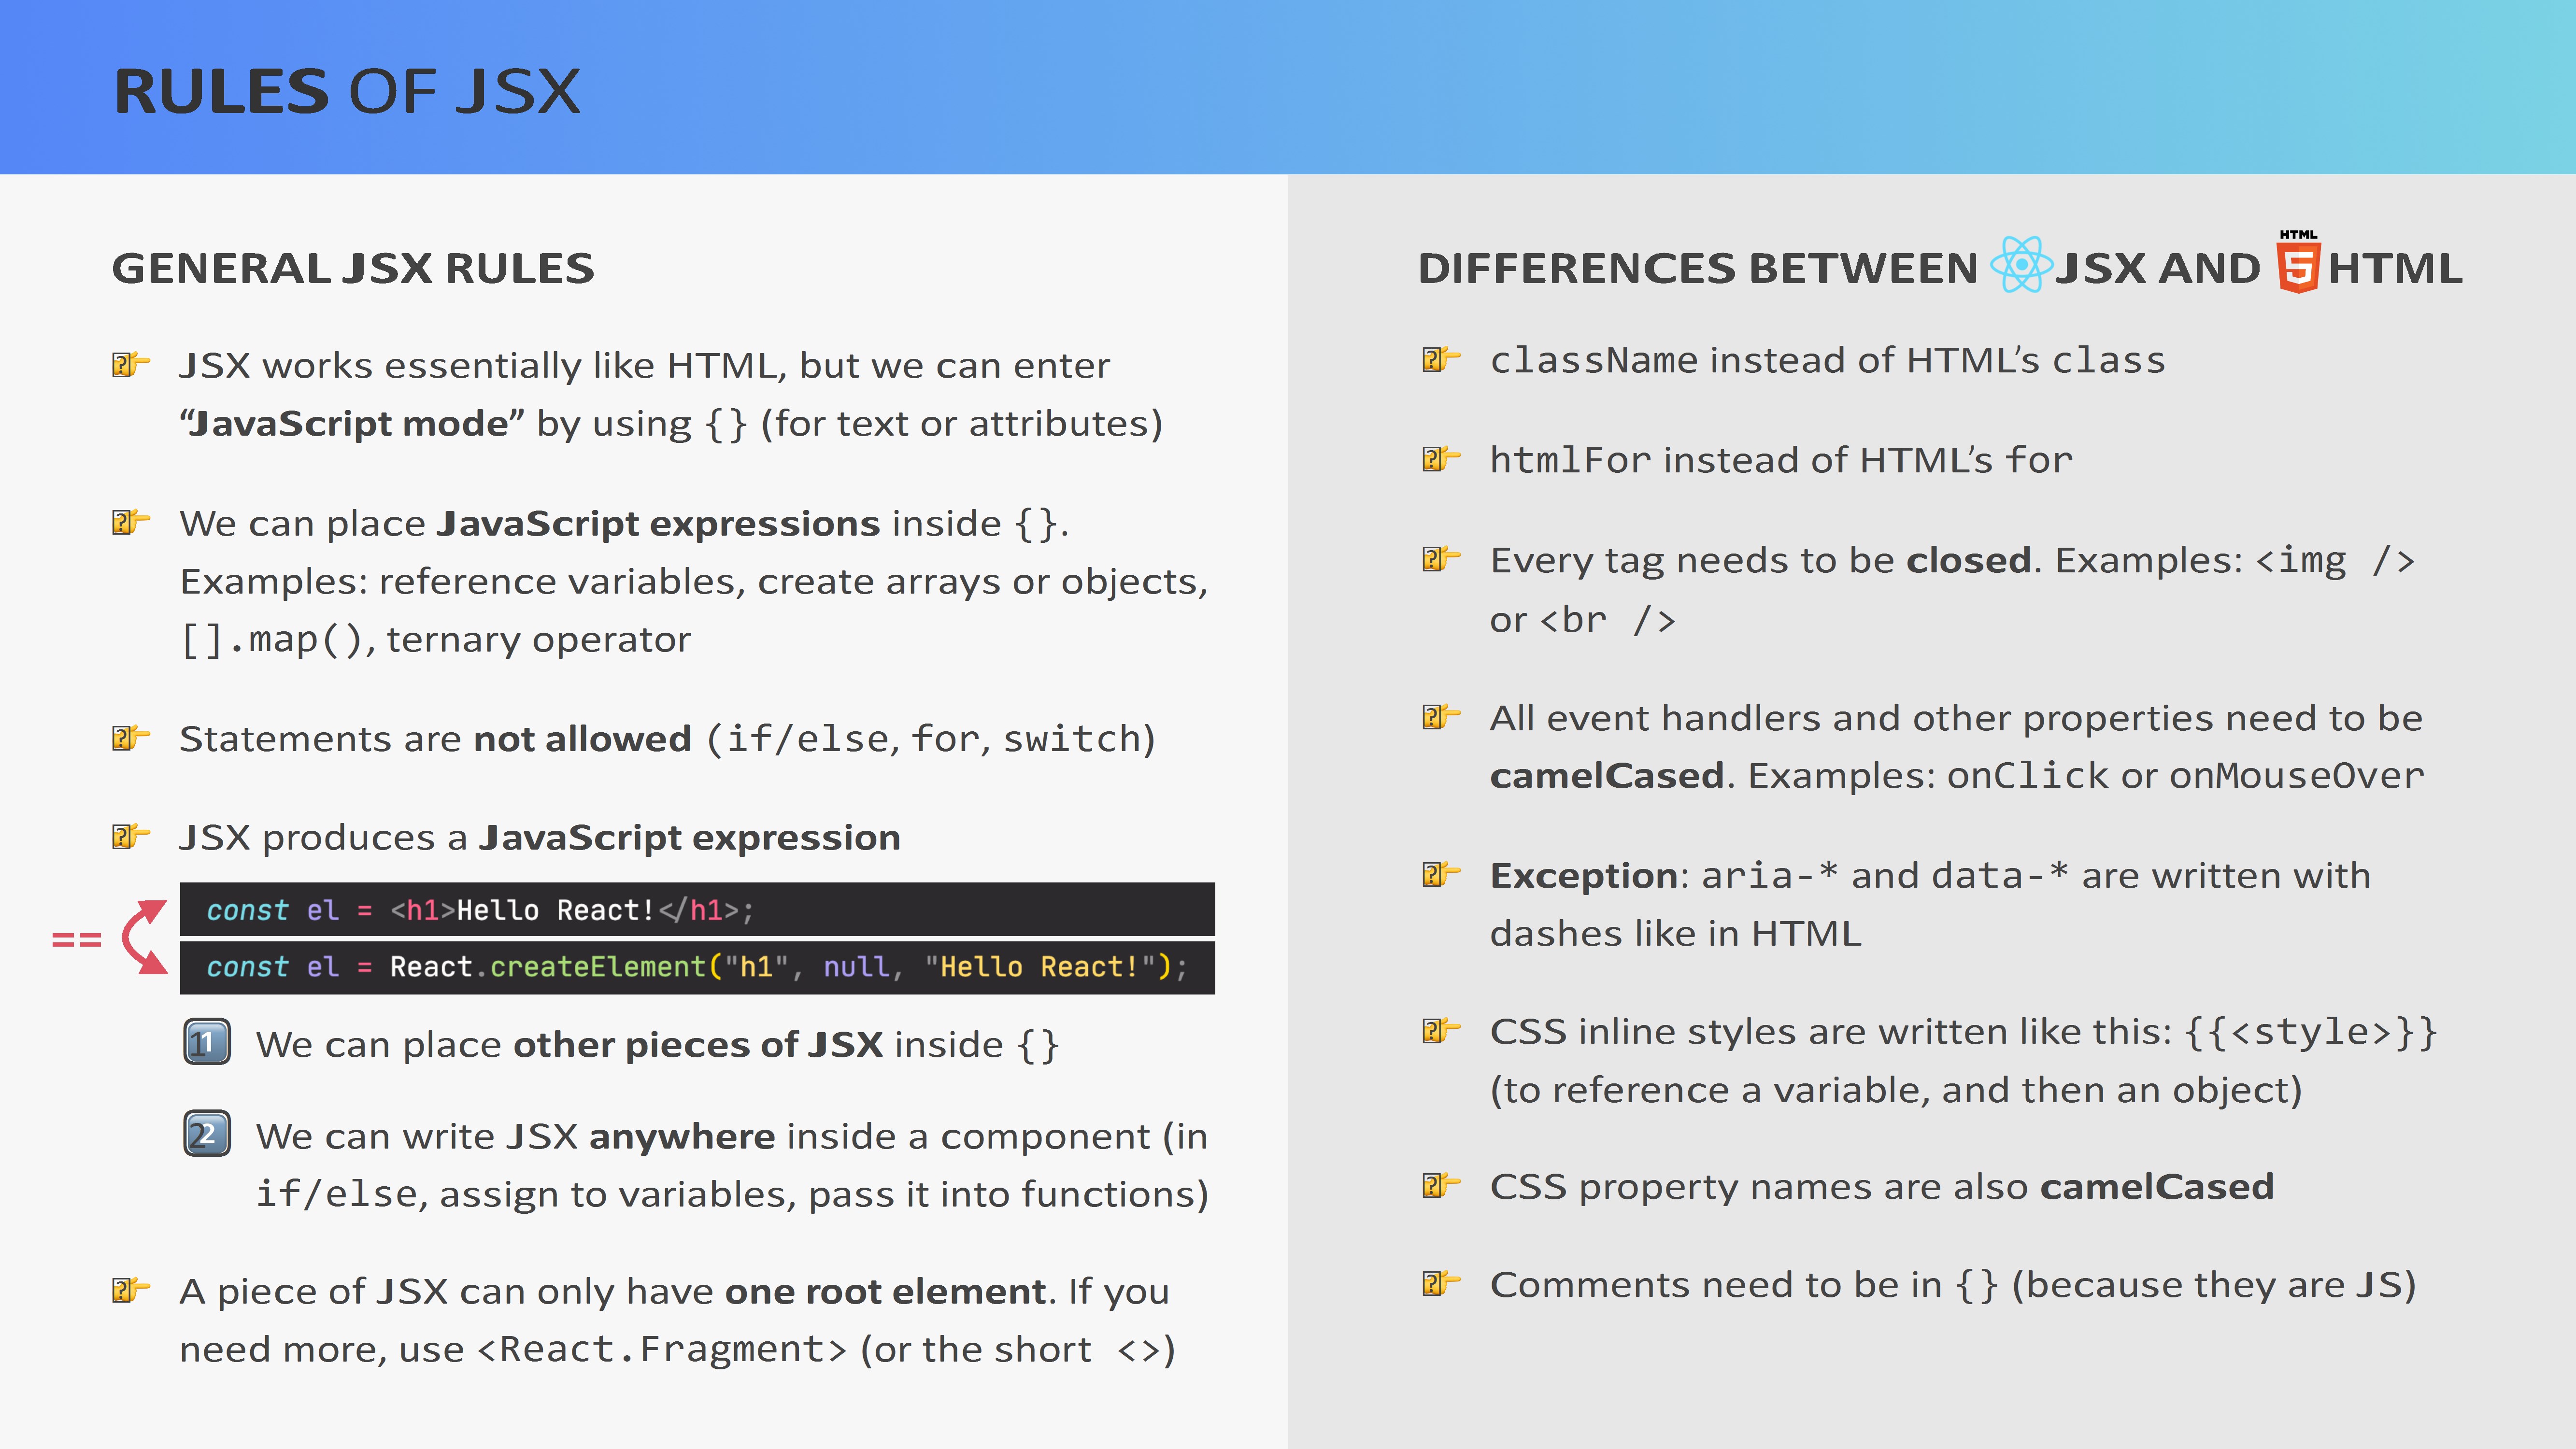 RULES OF JSX
GENERAL JSX RULES
👉 JSX works essentially like HTML, but we can enter
“JavaScript mode” by using {} (for text or attributes)
👉 We can place JavaScript expressions inside {}.
Examples: reference variables, create arrays or objects,
[].map(), ternary operator
👉 Statements are not allowed (if/else, for, switch)
👉 JSX produces a JavaScript expression
const el = <h1>Hello React!</h1>;
==
const el = React.createElement("h1", null, "Hello React!");
1 We can place other pieces of JSX inside {}
2 We can write JSX anywhere inside a component (in
if/else, assign to variables, pass it into functions)
👉 A piece of JSX can only have one root element. If you
need more, use <React.Fragment> (or the short <>)
DIFFERENCES BETWEEN JSX AND HTML 5 HTML
👉 className instead of HTML’s class
👉 htmlFor instead of HTML’s for
👉 Every tag needs to be closed. Examples: <img />
or <br />
👉 All event handlers and other properties need to be
camelCased. Examples: onClick or onMouseOver
👉 Exception: aria-* and data-* are written with
dashes like in HTML
👉 CSS inline styles are written like this: {{<style>}}
(to reference a variable, and then an object)
👉 CSS property names are also camelCased
👉 Comments need to be in {} (because they are JS)